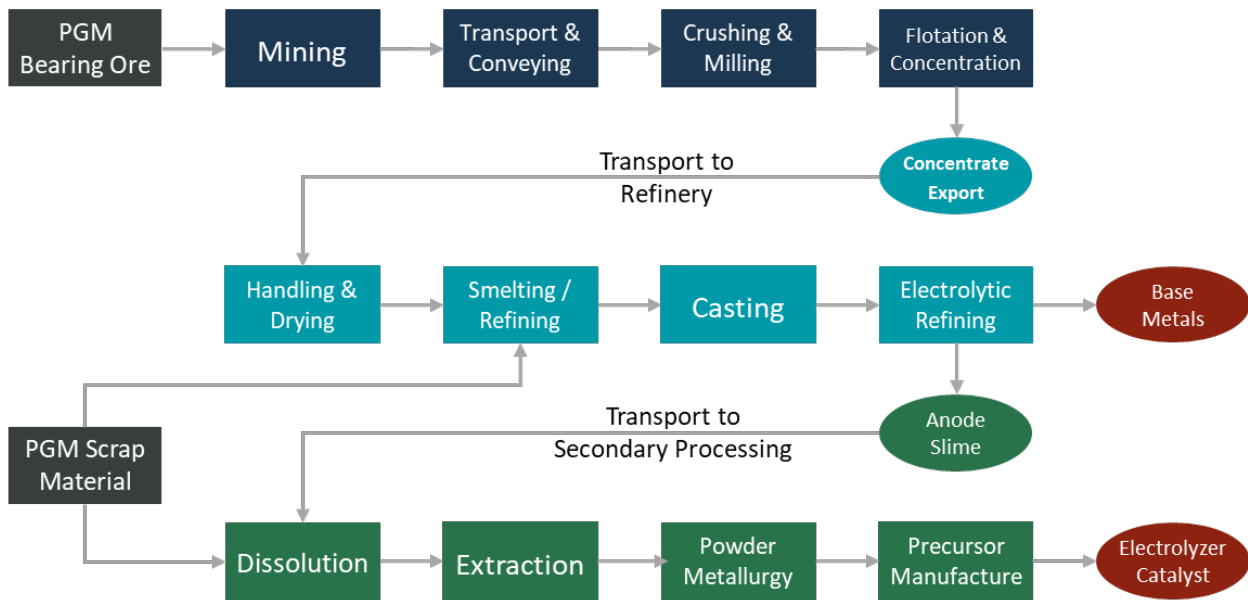 PGM
Bearing Ore
Mining
Transport &
Conveying
Crushing &
Milling
Flotation &
Concentration
Concentrate
Export
Transport to
Refinery
Handling &
Drying
Smelting /
Refining
Casting
Electrolytic
Refining
Base
Metals
Anode
Slime
Transport to
Secondary Processing
PGM Scrap
Material
Dissolution
Extraction
Powder
Metallurgy
Precursor
Manufacture
Electrolyzer
Catalyst